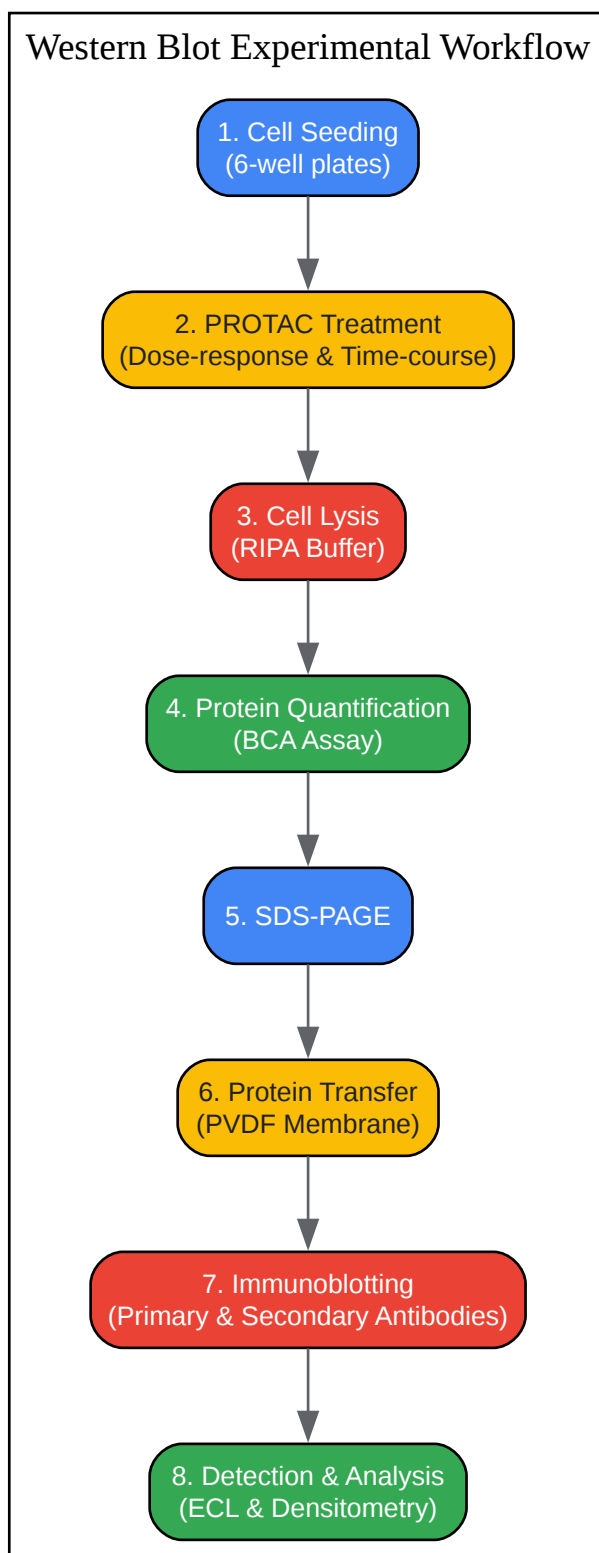 Western Blot Experimental Workflow
1. Cell Seeding
(6-well plates)
2. PROTAC Treatment
(Dose-response & Time-course)
3. Cell Lysis
(RIPA Buffer)
4. Protein Quantification
(BCA Assay)
5. SDS-PAGE
6. Protein Transfer
(PVDF Membrane)
7. Immunoblotting
(Primary & Secondary Antibodies)
8. Detection & Analysis
(ECL & Densitometry)